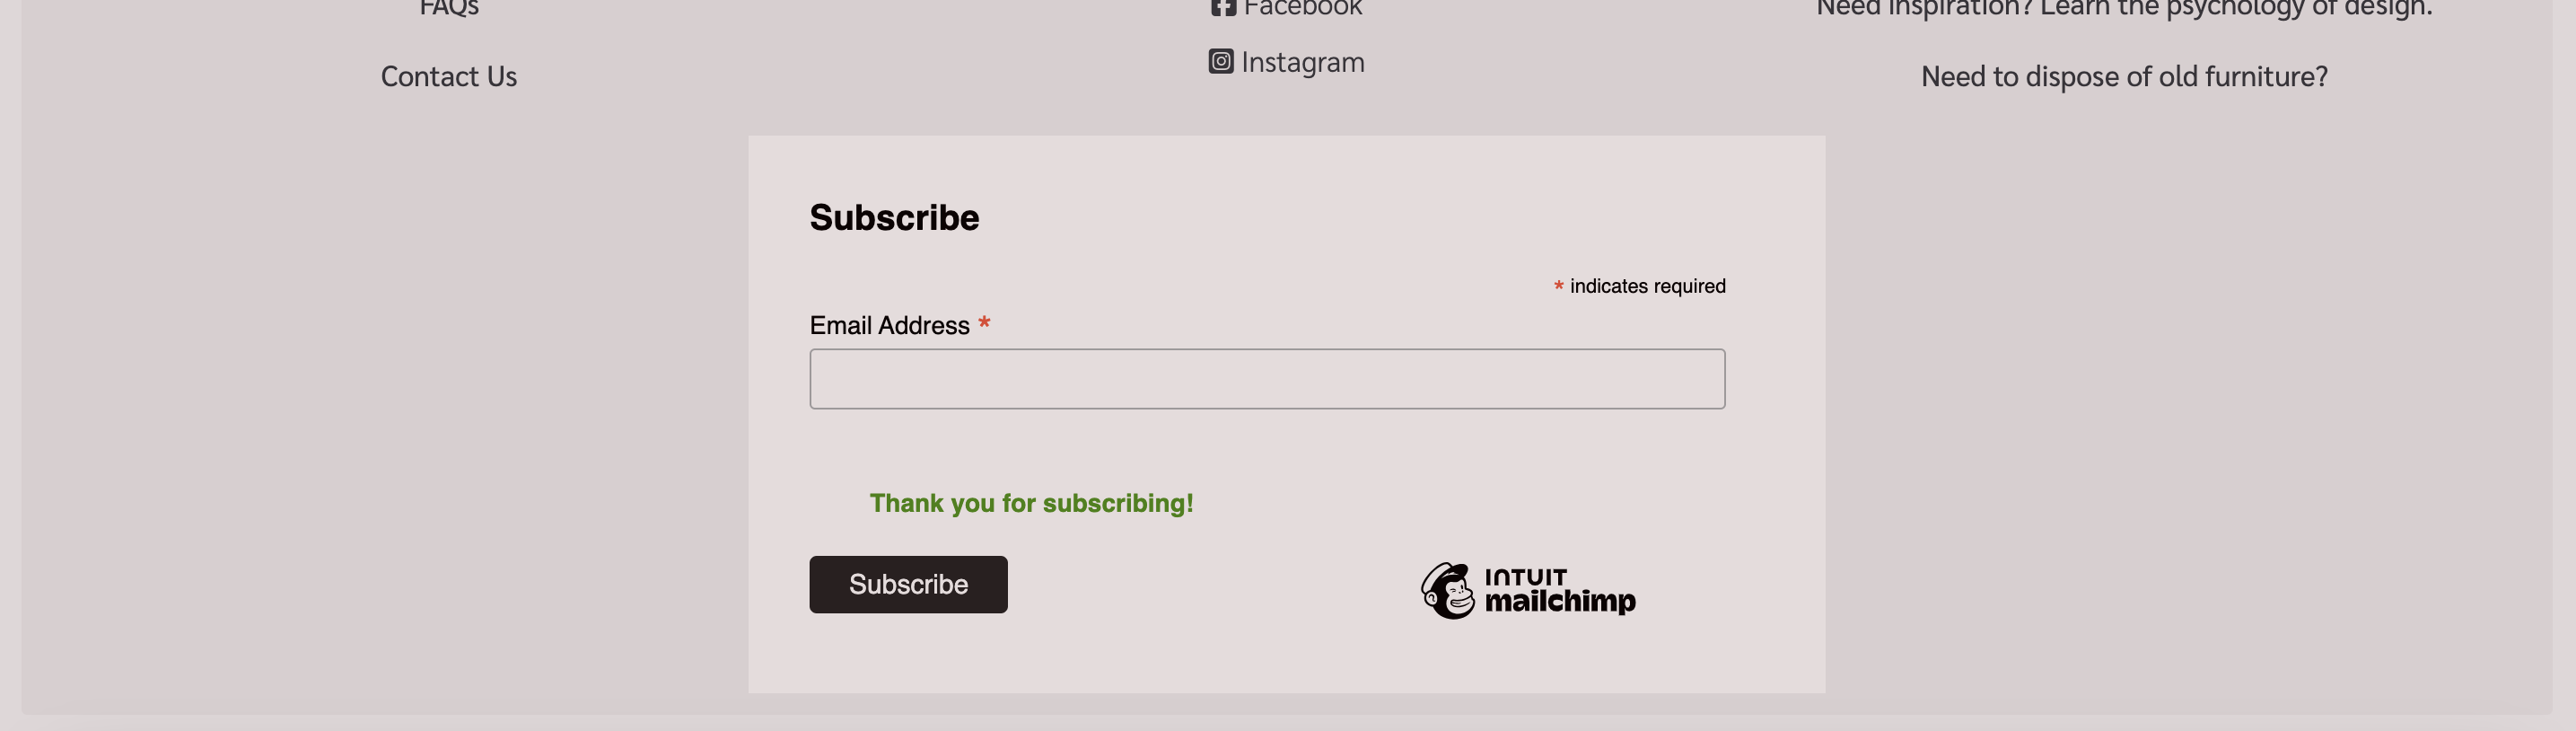 FAQs
Contact Us
Facebook
Instagram
Need inspiration? Learn the psychology of design.
Need to dispose of old furniture?
Subscribe
* indicates required
Email Address *
Thank you for subscribing!
Subscribe
INTUIT
mailchimp